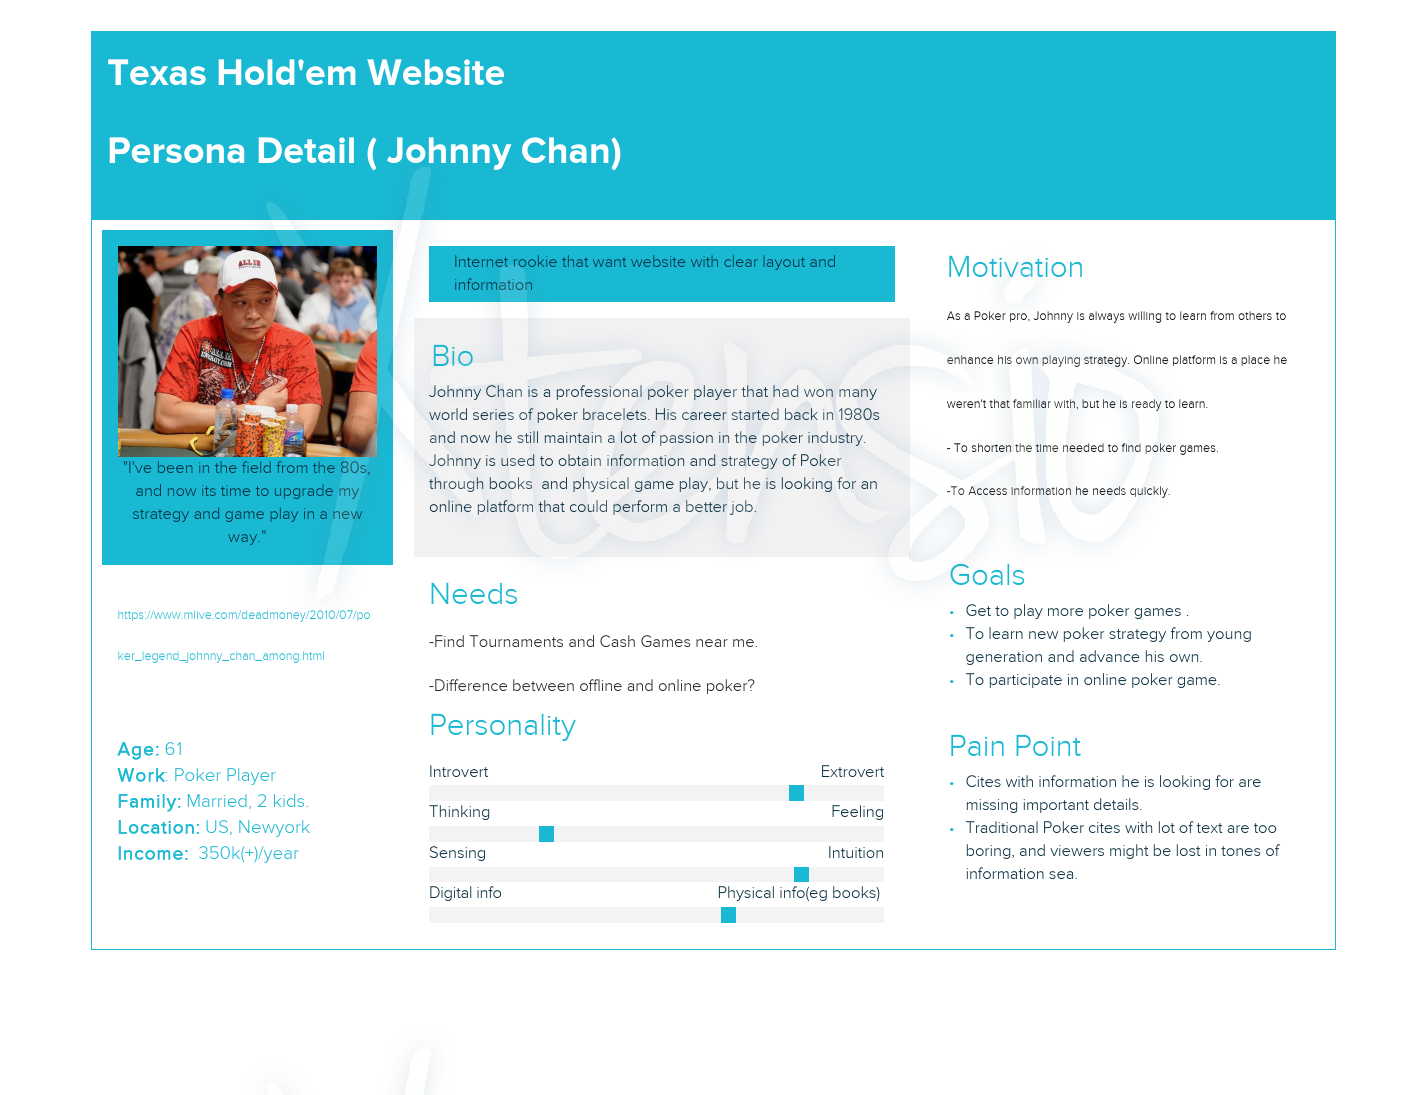 Texas Hold'em Website
Persona Detail ( Johnny Chan)
ALL IN
ALL IN
ENERGY.COM
"I've been in the field from the 80s,
and now its time to upgrade my
strategy and game play in a new
way."
https://www.mlive.com/deadmoney/2010/07/po
ker_legend_johnny_chan_among.html
Age: 61
Work: Poker Player
Family: Married, 2 kids.
Location: US, Newyork
Income:  350k(+)/year
Internet rookie that want website with clear layout and
information
Bio
Johnny Chan is a professional poker player that had won many
world series of poker bracelets. His career started back in 1980s
and now he still maintain a lot of passion in the poker industry.
Johnny is used to obtain information and strategy of Poker
through books  and physical game play, but he is looking for an
online platform that could perform a better job.
Needs
-Find Tournaments and Cash Games near me.
-Difference between offline and online poker?
Personality
Introvert Extrovert
Thinking Feeling
Sensing Intuition
Digital info Physical info(eg books)
Motivation
As a Poker pro, Johnny is always willing to learn from others to
enhance his own playing strategy. Online platform is a place he
weren't that familiar with, but he is ready to learn.
- To shorten the time needed to find poker games.
-To Access information he needs quickly.
Goals
• Get to play more poker games .
• To learn new poker strategy from young
generation and advance his own.
• To participate in online poker game.
Pain Point
• Cites with information he is looking for are
missing important details.
• Traditional Poker cites with lot of text are too
boring, and viewers might be lost in tones of
information sea.
Xtensio